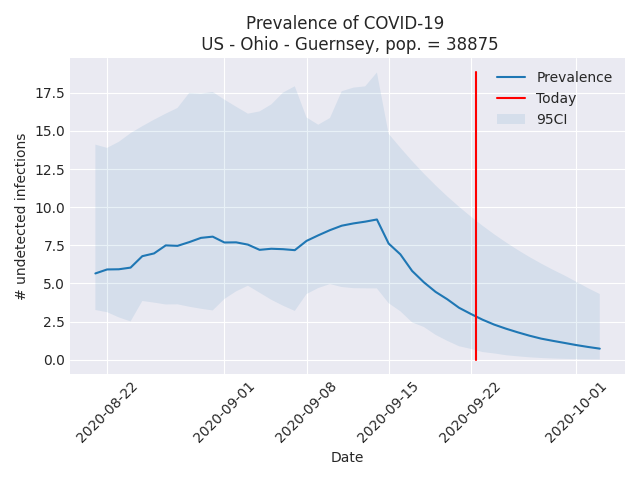 Prevalence of COVID-19
US - Ohio - Guernsey, pop. = 38875
Prevalence
Today
95CI
# undetected infections
17.5
15.0
12.5
10.0
7.5
5.0
2.5
0.0
2020-08-22
2020-09-01
2020-09-08
2020-09-15
2020-09-22
2020-10-01
Date